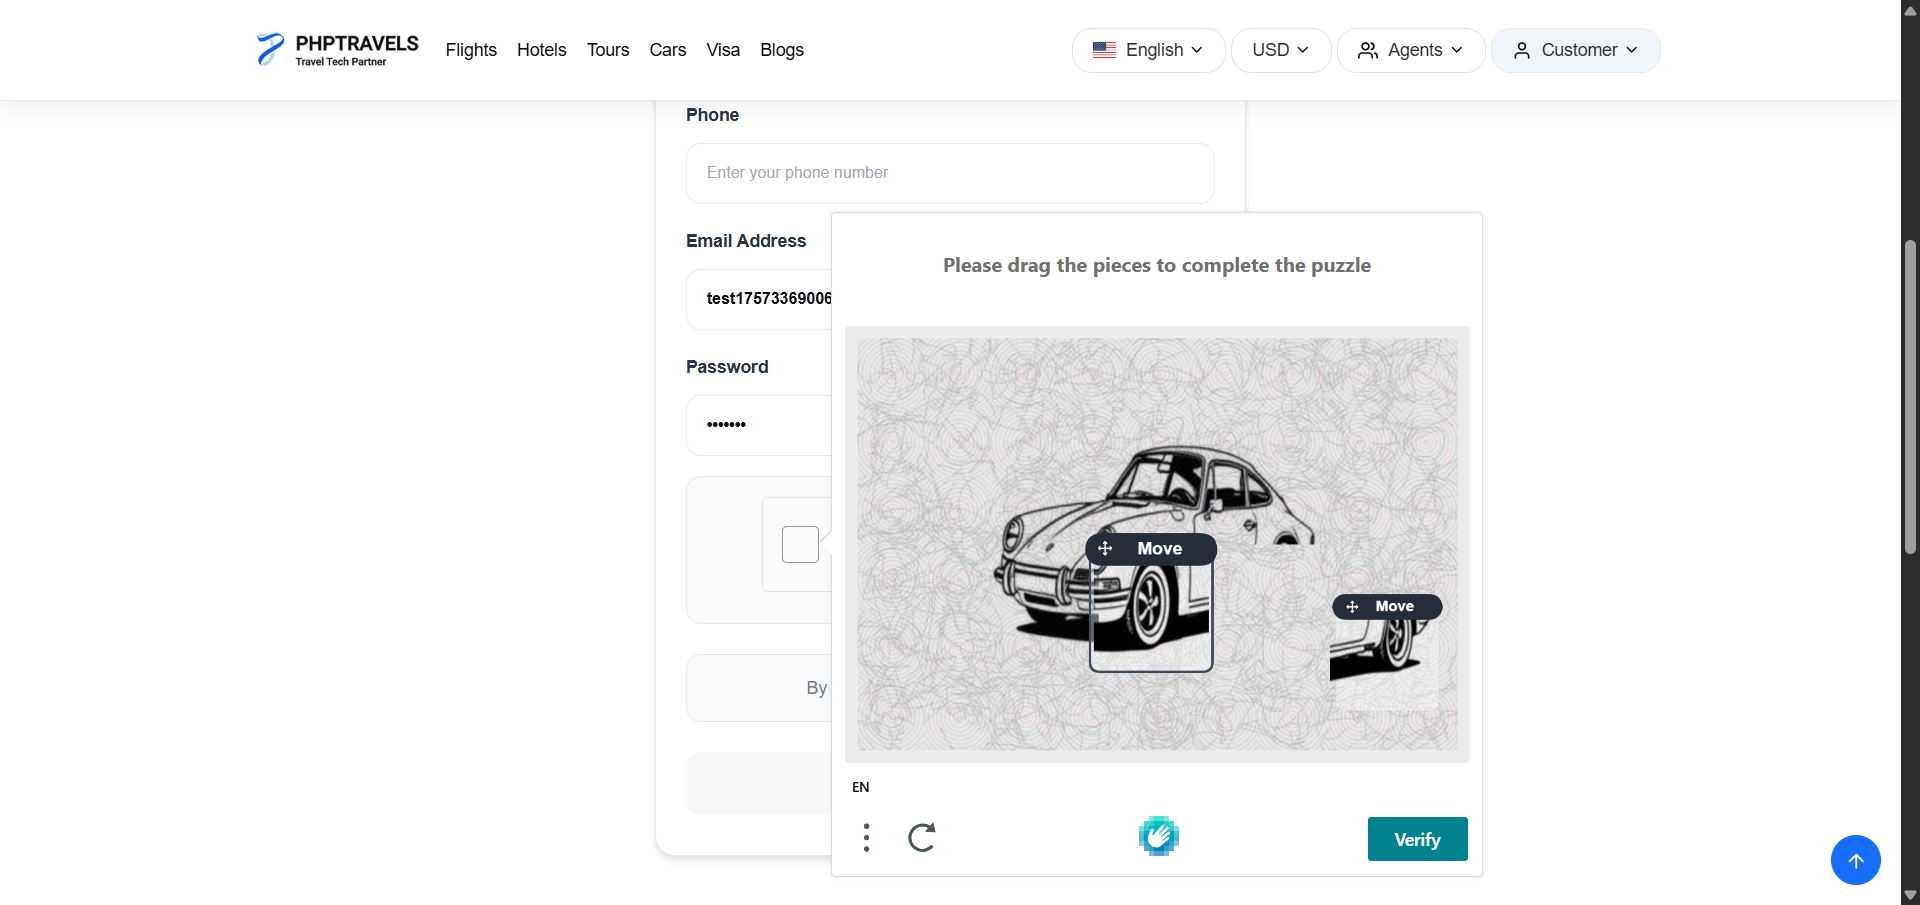 PHPTRAVELS
Travel Tech Partner
Flights Hotels Tours Cars Visa Blogs
English USD Agents Customer
Phone
Enter your phone number
Email Address
test17573369006
Password
•••••••
Please drag the pieces to complete the puzzle
Move
Move
By
EN
Verify